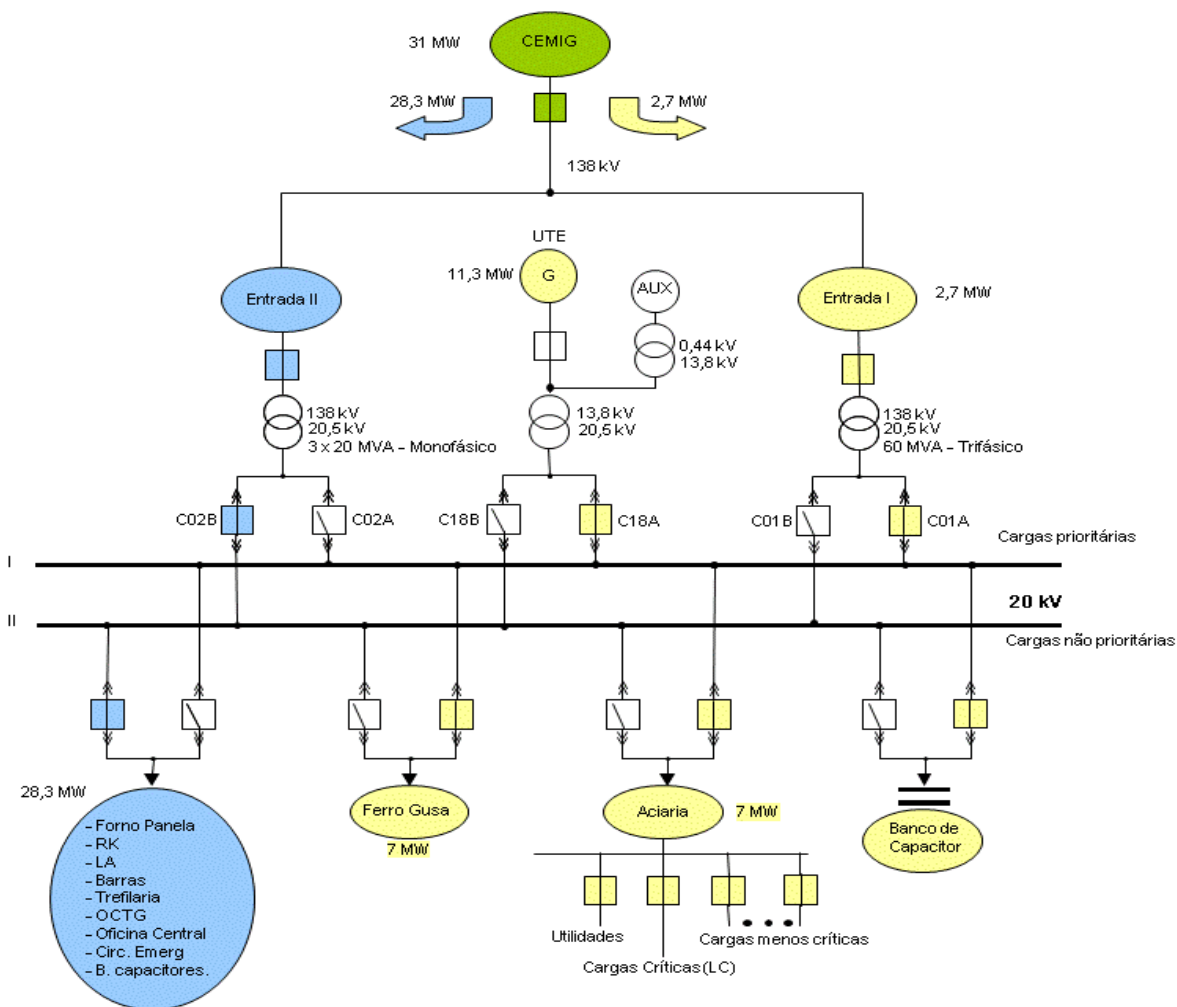 31 MW
CEMIG
28,3 MW
2,7 MW
138 kV
UTE
11,3 MW
G
AUX
Entrada II
Entrada I
2,7 MW
0,44 kV
13,8 kV
138 kV
20,5 kV
3 x 20 MVA – Monofásico
13,8 kV
20,5 kV
138 kV
20,5 kV
60 MVA – Trifásico
C02B
C02A
C18B
C18A
C01B
C01A
Cargas prioritárias
I
20 kV
II
Cargas não prioritárias
28,3 MW
– Forno Panela
– RK
– LA
– Barras
– Trefilaria
– OCTG
– Oficina Central
– Circ. Emerg
– B. capacitores.
Ferro Gusa
7 MW
Aciaria
7 MW
Banco de
Capacitor
Utilidades
Cargas menos críticas
Cargas Críticas(LC)